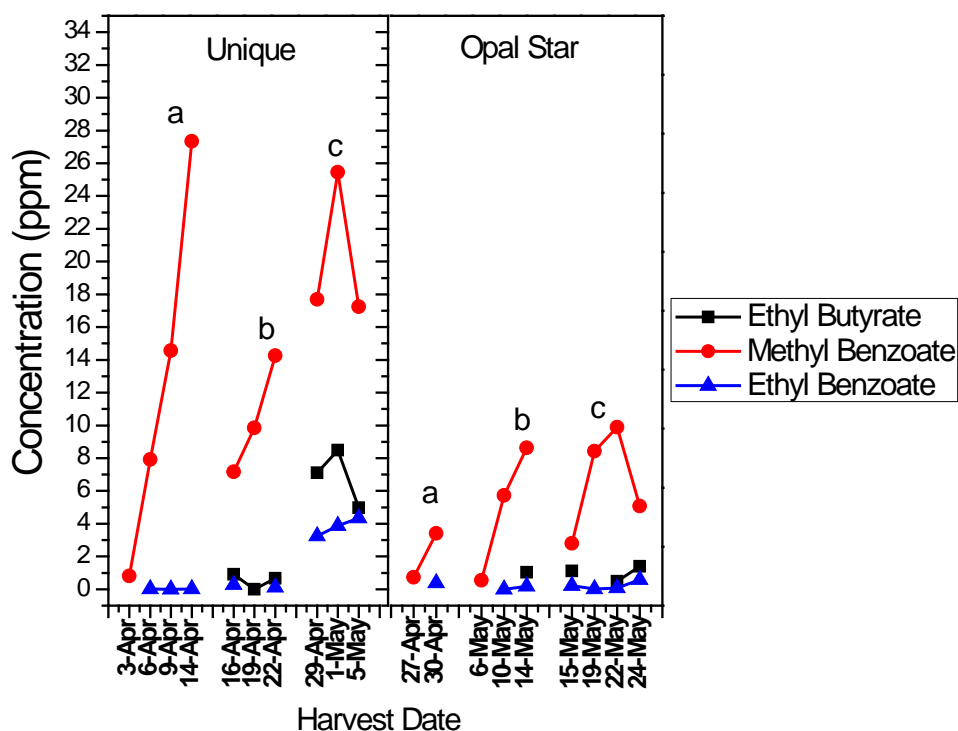 Unique
Opal Star
34
32
30
28
26
24
22
20
18
16
14
12
10
8
6
4
2
0
Concentration (ppm)
a
b
c
a
b
c
3-Apr
6-Apr
9-Apr
14-Apr
16-Apr
19-Apr
22-Apr
29-Apr
1-May
5-May
27-Apr
30-Apr
6-May
10-May
14-May
15-May
19-May
22-May
24-May
Harvest Date
Ethyl Butyrate
Methyl Benzoate
Ethyl Benzoate